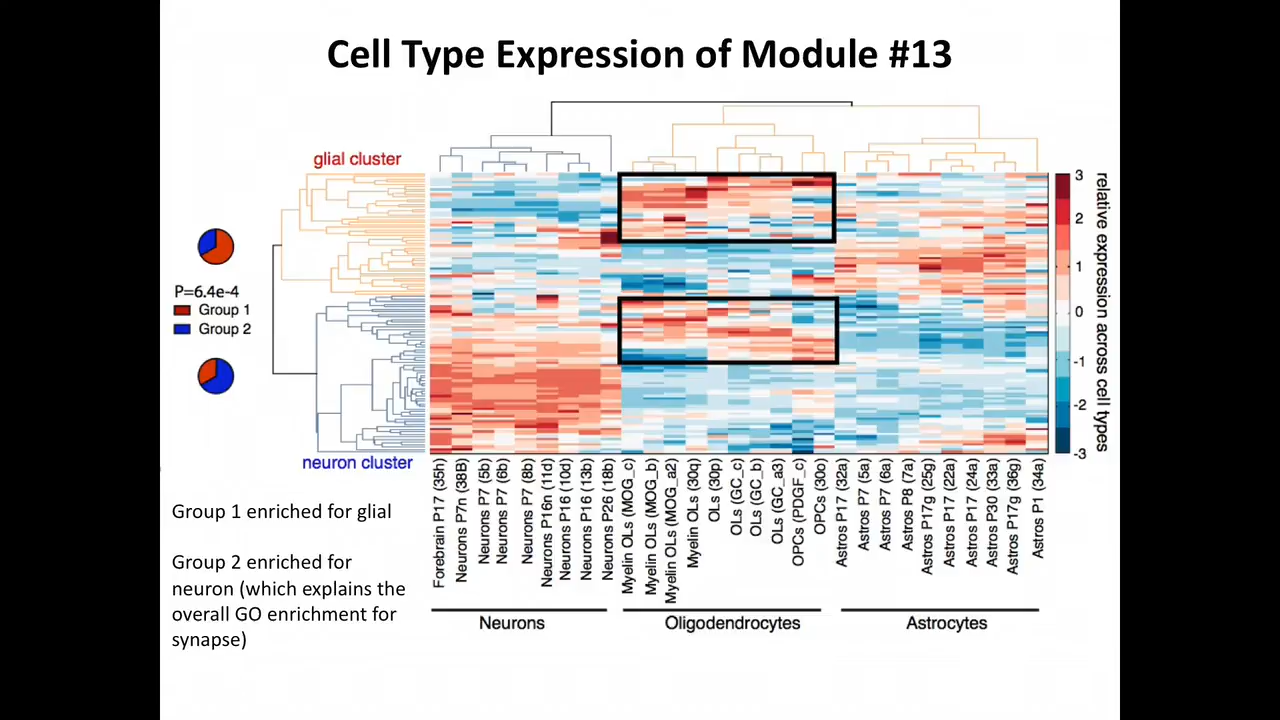 Cell Type Expression of Module #13
glial cluster
P=6.4e-4
Group 1
Group 2
neuron cluster
Group 1 enriched for glial
Group 2 enriched for
neuron (which explains the
overall GO enrichment for
synapse)
3
2
1
0
-1
-2
-3
relative expression across cell types
Forebrain P17 (35h)
Neurons P7n (38B)
Neurons P7 (5b)
Neurons P7 (6b)
Neurons P7 (8b)
Neurons P16n (11d)
Neurons P16 (10d)
Neurons P16 (13b)
Neurons P26 (18b)
Myelin OLs (MOG_c)
Myelin OLs (MOG_b)
Myelin OLs (MOG_a2)
Myelin OLs (30q)
OLs (30p)
OLs (GC_c)
OLs (GC_b)
OLs (GC_a3)
OPCs (PDGF_c)
OPCs (30o)
Astros P17 (32a)
Astros P7 (5a)
Astros P7 (6a)
Astros P8 (7a)
Astros P17g (25g)
Astros P17 (22a)
Astros P17 (24a)
Astros P30 (33a)
Astros P17g (36g)
Astros P1 (34a)
Neurons
Oligodendrocytes
Astrocytes